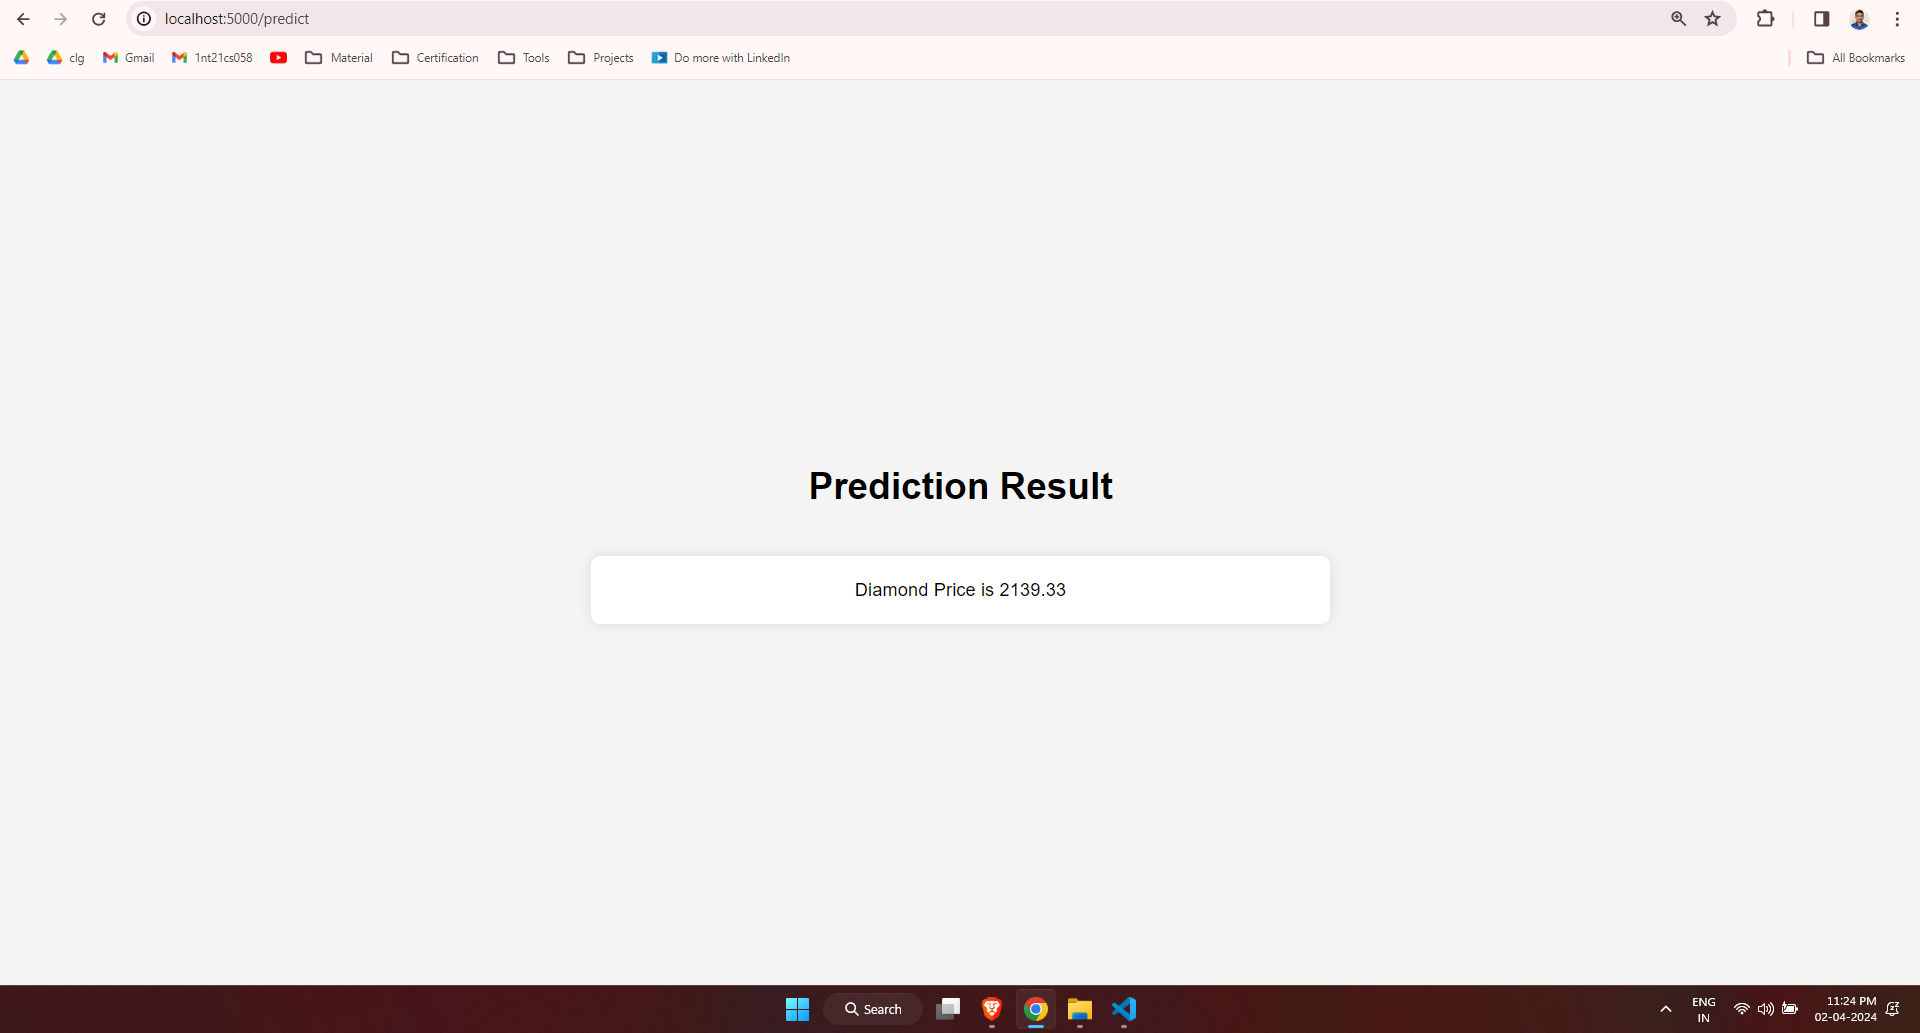 localhost:5000/predict
clg Gmail 1nt21cs058 Material Certification Tools Projects Do more with LinkedIn All Bookmarks
Prediction Result
Diamond Price is 2139.33
Search
ENG
IN
11:24 PM
02-04-2024